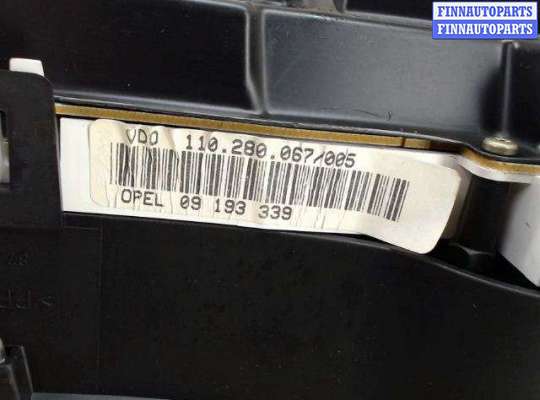 FINNAUTOPARTS
FINNAUTOPARTS
VDO 110.280.067/005
OPEL 09 193 339